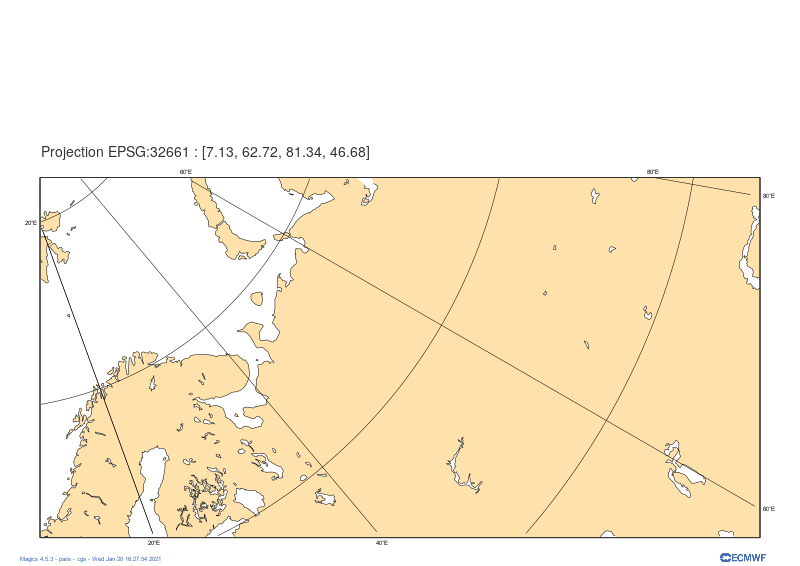 Projection EPSG:32661 : [7.13, 62.72, 81.34, 46.68]
60°E
80°E
80°E
20°E
60°E
20°E
40°E
Magics 4.5.3 - paris - cgs - Wed Jan 20 16:27:54 2021
ECMWF